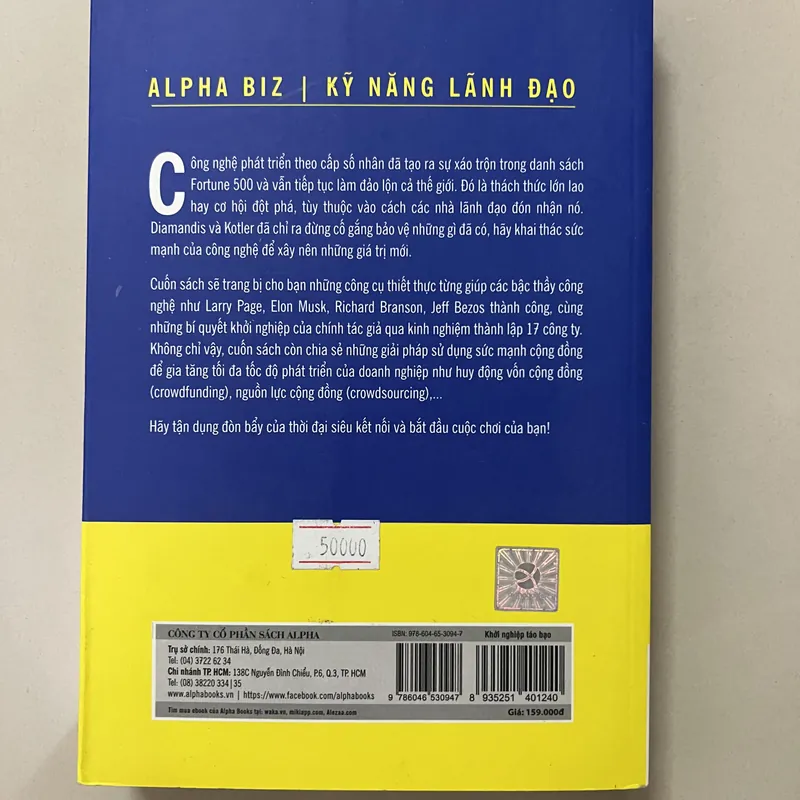 ALPHA BIZ | KỸ NĂNG LÃNH ĐẠO
Công nghệ phát triển theo cấp số nhân đã tạo ra sự xáo trộn trong danh sách
Fortune 500 và vẫn tiếp tục làm đảo lộn cả thế giới. Đó là thách thức lớn lao
hay cơ hội đột phá, tùy thuộc vào cách các nhà lãnh đạo đón nhận nó.
Diamandis và Kotler đã chỉ ra đừng cố gắng bảo vệ những gì đã có, hãy khai thác sức
mạnh của công nghệ để xây nên những giá trị mới.
Cuốn sách sẽ trang bị cho bạn những công cụ thiết thực từng giúp các bậc thầy công
nghệ như Larry Page, Elon Musk, Richard Branson, Jeff Bezos thành công, cùng
những bí quyết khởi nghiệp của chính tác giả qua kinh nghiệm thành lập 17 công ty.
Không chỉ vậy, cuốn sách còn chia sẻ những giải pháp sử dụng sức mạnh cộng đồng
để gia tăng tối đa tốc độ phát triển của doanh nghiệp như huy động vốn cộng đồng
(crowdfunding), nguồn lực cộng đồng (crowdsourcing),...
Hãy tận dụng đòn bẩy của thời đại siêu kết nối và bắt đầu cuộc chơi của bạn!
50000
CÔNG TY CỔ PHẦN SÁCH ALPHA
Trụ sở chính: 176 Thái Hà, Đống Đa, Hà Nội
Tel: (04) 3722 62 34
Chi nhánh TP. HCM: 138C Nguyễn Đình Chiểu, P.6, Q.3, TP. HCM
Tel: (08) 38220 334 | 35
www.alphabooks.vn | https://www.facebook.com/alphabooks
Tìm mua ebook của Alpha Books tại: waka.vn, mikiapp.com, Alezaa.com
ISBN: 978-604-65-3094-7
9 786046 530947
Khởi nghiệp táo bạo
8 935251 401240
Giá: 159.000đ